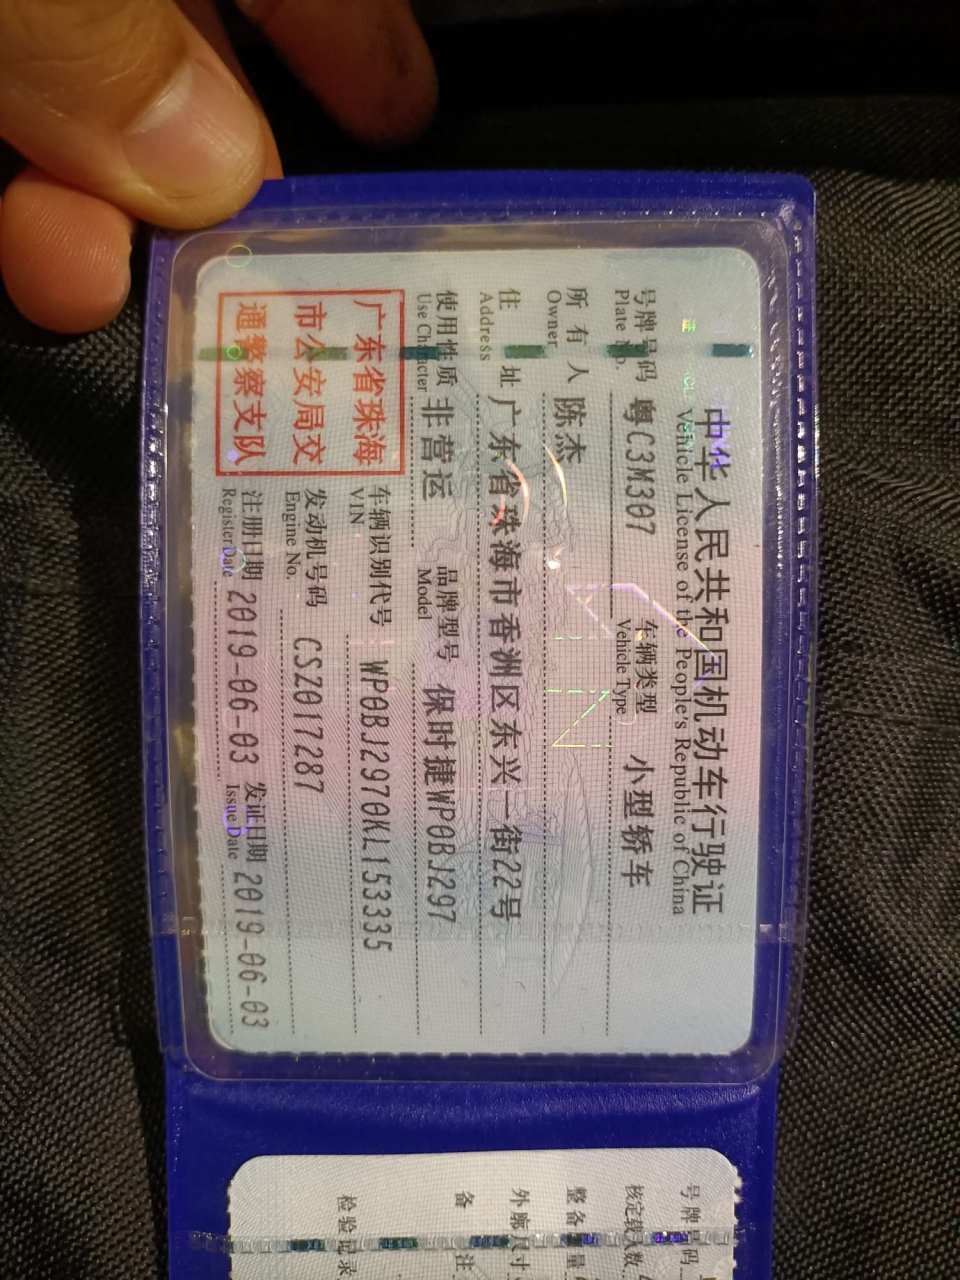 中华人民共和国机动车行驶证
Vehicle License of the People's Republic of China
号牌号码 粤C3M307 车辆类型 小型轿车
Plate No. Vehicle Type
所有人 陈杰
Owner
住址 广东省珠海市香洲区东兴一街22号
Address
使用性质 非营运 品牌型号 保时捷WP0BJ297
Use Character Model
广东省珠海
市公安局交
通警察支队
车辆识别代号 WP0BJ2970KL153335
VIN
发动机号码 CSZ017287
Engine No.
注册日期 2019-06-03 发证日期 2019-06-03
Register Date Issue Date
号牌号码
核定载人数
整备质量
外廓尺寸
备注
检验记录